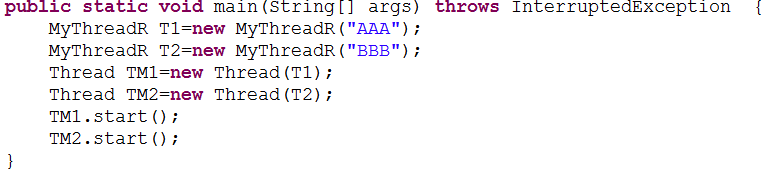 public static void main(String[] args) throws InterruptedException  {
    MyThreadR T1=new MyThreadR("AAA");
    MyThreadR T2=new MyThreadR("BBB");
    Thread TM1=new Thread(T1);
    Thread TM2=new Thread(T2);
    TM1.start();
    TM2.start();
}